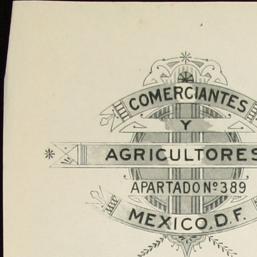 COMERCIANTES
Y
AGRICULTORES
APARTADO Nº 389
MEXICO, D.F.